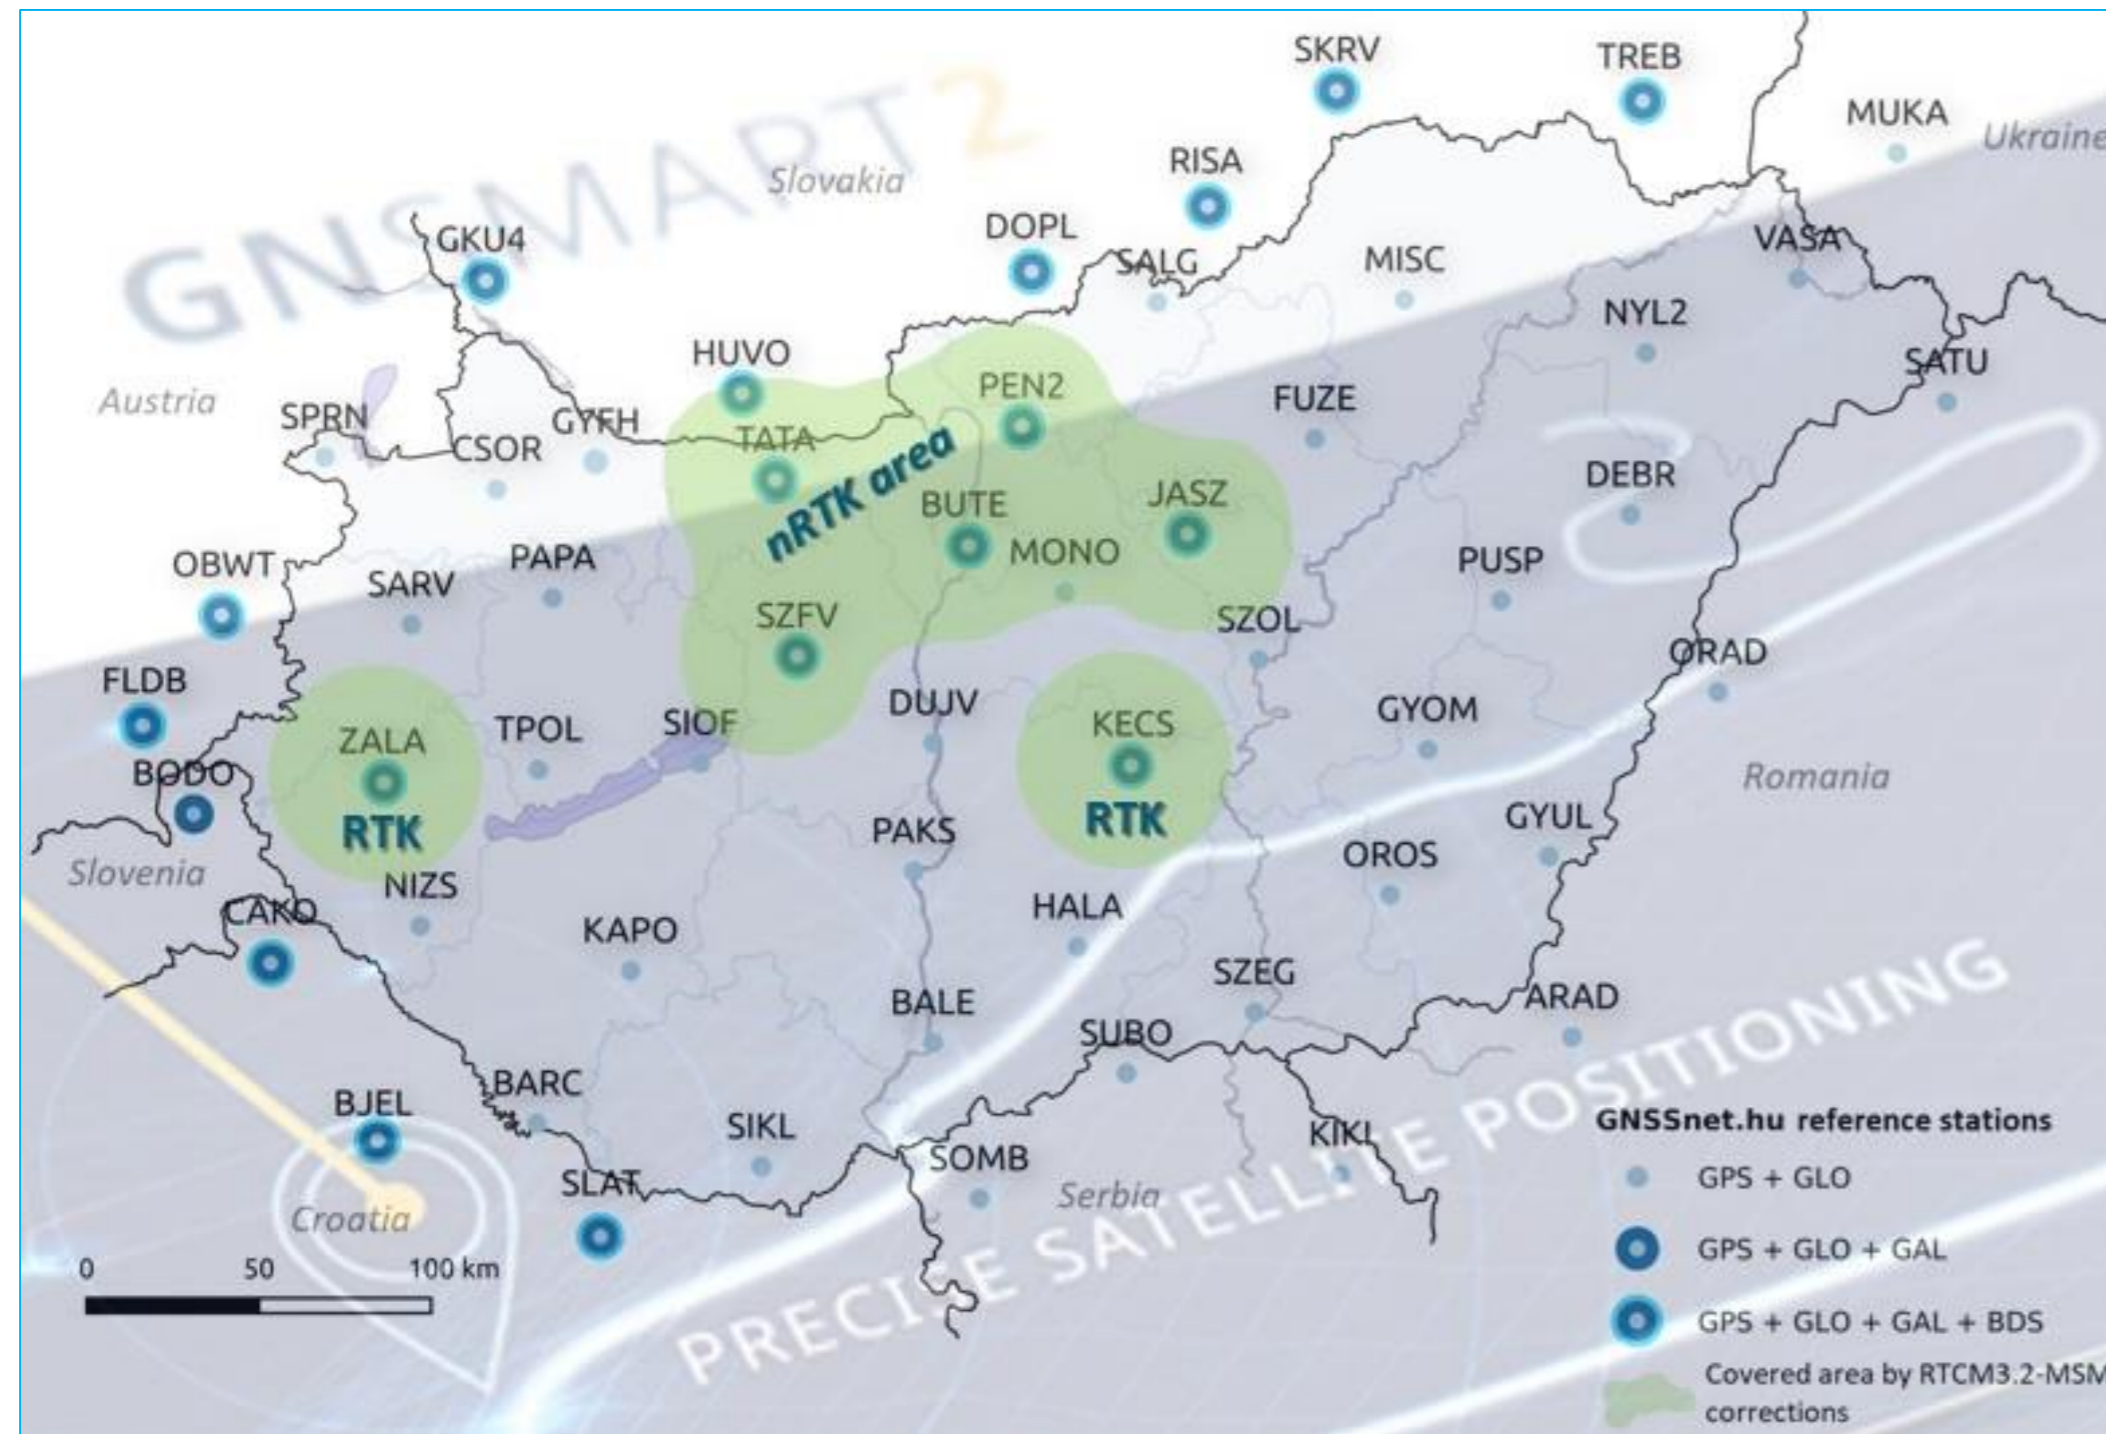 GNSMART2
SKRV
TREB
MUKA
Ukraine
RISA
Slovakia
DOPL
GKU4
SALG
MISC
VASA
NYL2
HUVO
SATU
PEN2
FUZE
Austria
SPRN
GYFH
CSOR
TATA
nRTK area
DEBR
BUTE
JASZ
MONO
OBWT
PAPA
SARV
PUSP
SZFV
SZOL
ORAD
FLDB
DUJV
GYOM
ZALA
TPOL
SIOF
KECS
BODO
Romania
RTK
RTK
PAKS
GYUL
OROS
Slovenia
NIZS
CAKO
HALA
KAPO
SZEG
BALE
ARAD
SUBO
BARC
BJEL
SIKL
KIKI
SOMB
SLAT
Serbia
Croatia
PRECISE SATELLITE POSITIONING
0 50 100 km
GNSSnet.hu reference stations
GPS + GLO
GPS + GLO + GAL
GPS + GLO + GAL + BDS
Covered area by RTCM3.2-MSM
corrections